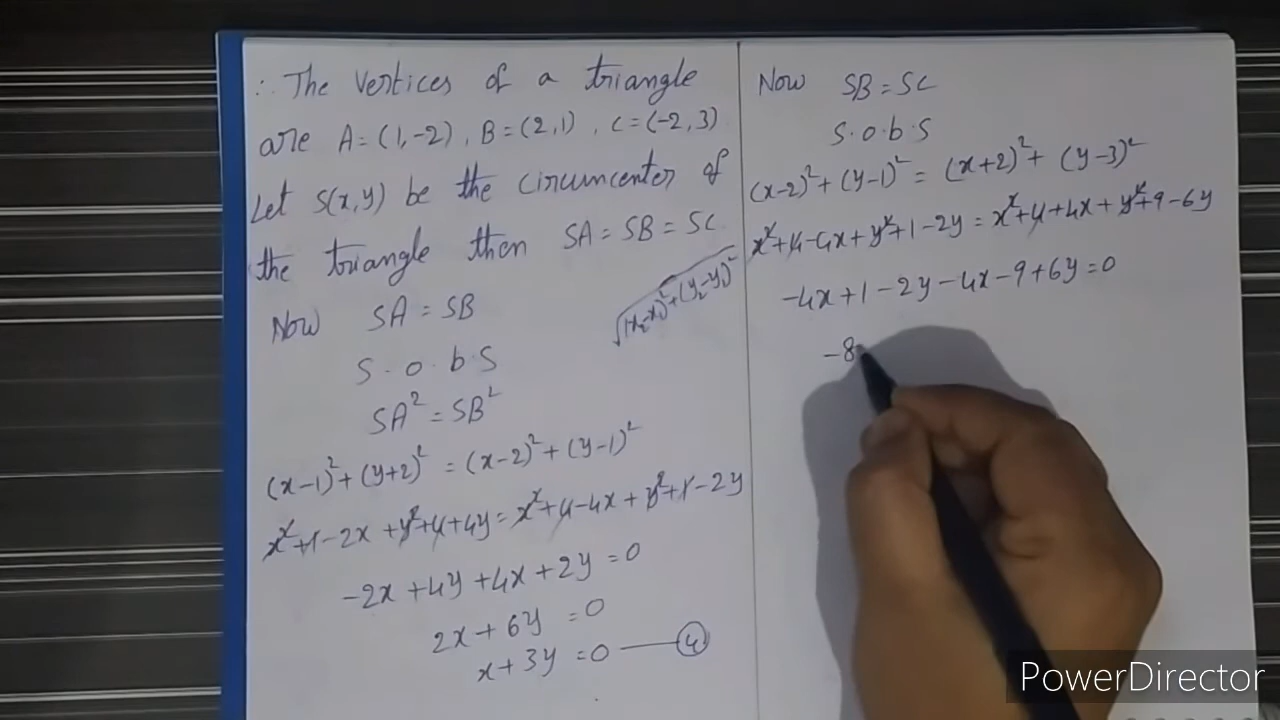 ∴ The vertices of a triangle
are A = (1,-2), B = (2,1), C = (-2,3)
Let S(x,y) be the circumcenter of
the triangle then SA = SB = SC
√(x₂-x₁)²+(y₂-y₁)²
Now SA = SB
S.O.b.S
SA² = SB²
(x-1)²+(y+2)² = (x-2)²+(y-1)²
x²+1-2x+y²+4+4y = x²+4-4x+y²+1-2y
-2x+4y+4x+2y = 0
2x+6y = 0
x+3y = 0 — 4
Now SB = SC
S.O.b.S
(x-2)²+(y-1)² = (x+2)²+(y-3)²
x²+4-4x+y²+1-2y = x²+4+4x+y²+9-6y
-4x+1-2y-4x-9+6y=0
-8
PowerDirector